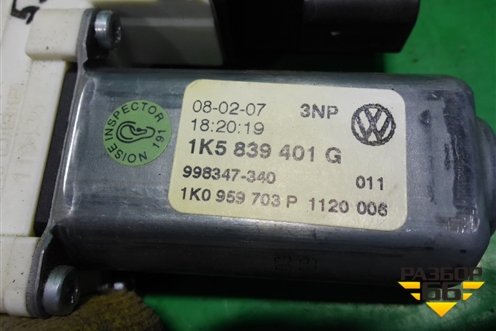 08-02-07 3NP
18:20:19
1K5 839 401 G
998347-340 011
1K0 959 703 P 1120 006
NOISE INSPECTOR 191
РАЗБОР
66